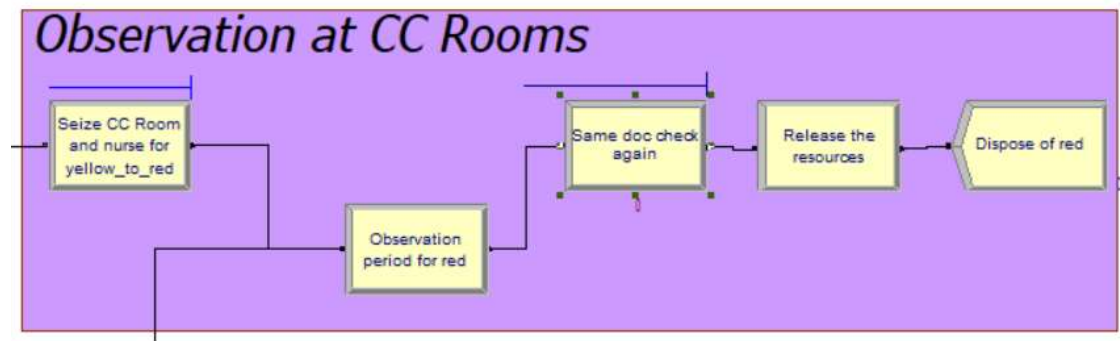 Observation at CC Rooms
Seize CC Room
and nurse for
yellow_to_red
Observation
period for red
Same doc check
again
Release the
resources
Dispose of red